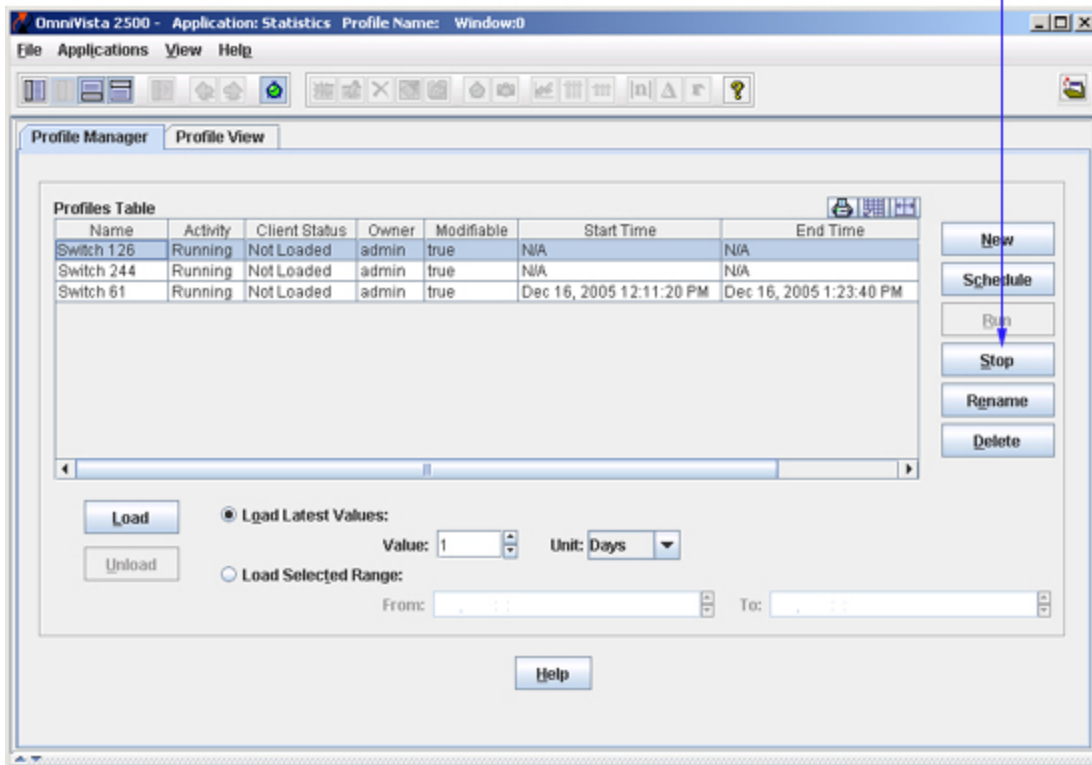 OmniVista 2500 - Application: Statistics Profile Name: Window:0
File Applications View Help
Profile Manager Profile View
Profiles Table
Name Activity Client Status Owner Modifiable Start Time End Time
Switch 126 Running Not Loaded admin true N/A N/A
Switch 244 Running Not Loaded admin true N/A N/A
Switch 61 Running Not Loaded admin true Dec 16, 2005 12:11:20 PM Dec 16, 2005 1:23:40 PM
New
Schedule
Run
Stop
Rename
Delete
Load Load Latest Values:
Value: 1 Unit: Days
Unload
Load Selected Range:
From: , : : To: , : :
Help